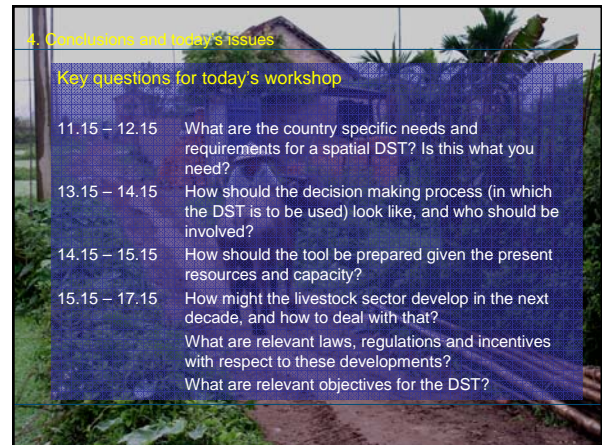 4. Conclusions and today's issues
Key questions for today's workshop
11.15 – 12.15 What are the country specific needs and
requirements for a spatial DST? Is this what you
need?
13.15 – 14.15 How should the decision making process (in which
the DST is to be used) look like, and who should be
involved?
14.15 – 15.15 How should the tool be prepared given the present
resources and capacity?
15.15 – 17.15 How might the livestock sector develop in the next
decade, and how to deal with that?
What are relevant laws, regulations and incentives
with respect to these developments?
What are relevant objectives for the DST?